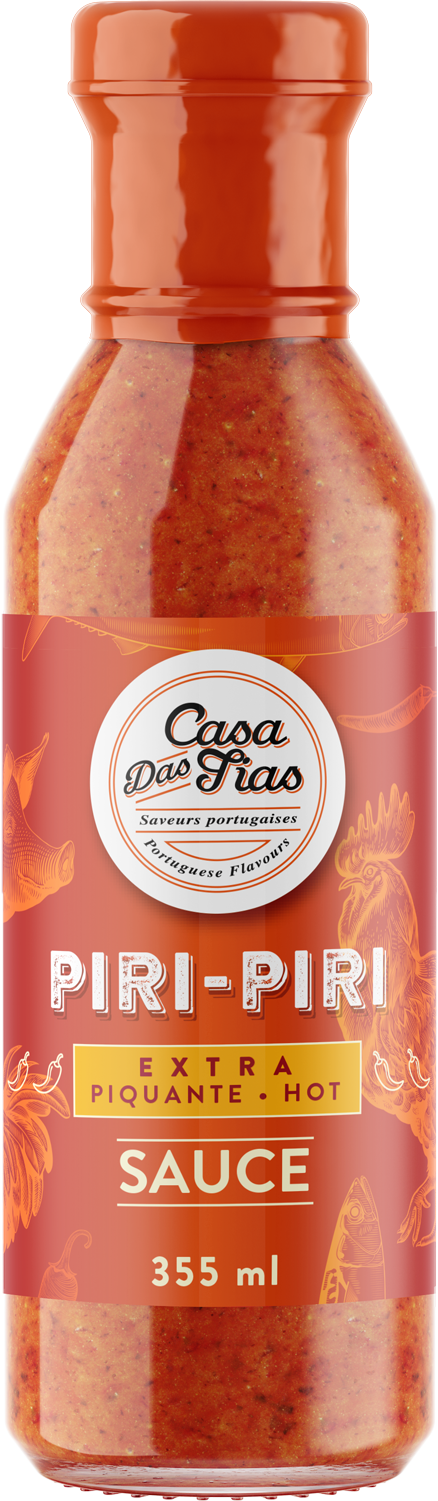 Casa
Das Tias
Saveurs portugaises
Portuguese Flavours
PIRI-PIRI
EXTRA
PIQUANTE • HOT
SAUCE
355 ml